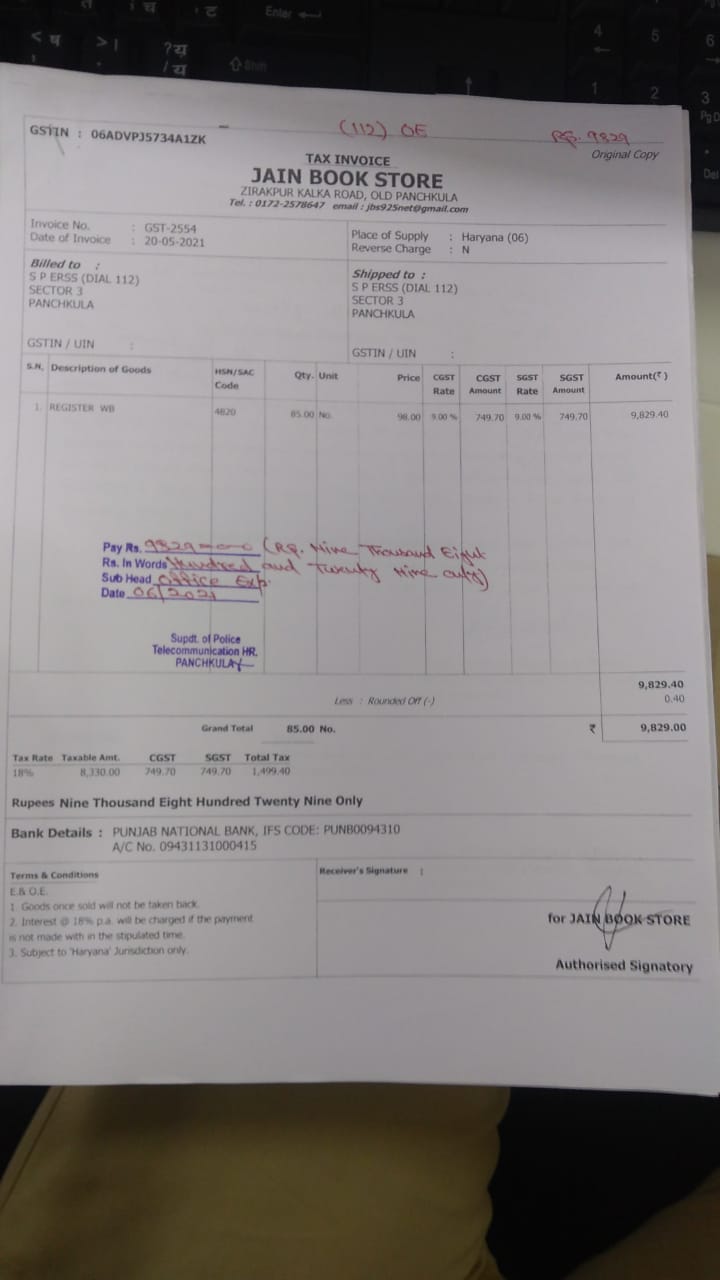 (112) OE
Rs. 9829
GSTIN : 06ADVPJ5734A1ZK
Original Copy
TAX INVOICE
JAIN BOOK STORE
ZIRAKPUR KALKA ROAD, OLD PANCHKULA
Tel. : 0172-2578647 email : jbs925net@gmail.com
Invoice No. : GST-2554
Date of Invoice : 20-05-2021
Place of Supply : Haryana (06)
Reverse Charge : N
Billed to :
S P ERSS (DIAL 112)
SECTOR 3
PANCHKULA
GSTIN / UIN :
Shipped to :
S P ERSS (DIAL 112)
SECTOR 3
PANCHKULA
GSTIN / UIN :
S.N. Description of Goods HSN/SAC Code Qty. Unit Price CGST Rate CGST Amount SGST Rate SGST Amount Amount(₹)
1. REGISTER WB 4820 85.00 No. 98.00 9.00 % 749.70 9.00 % 749.70 9,829.40
Pay Rs. 9829=00 (Rs. Nine Thousand Eight
Rs. In Words Hundred and Twenty Nine only)
Sub Head Office Exp.
Date 06/2021
Supdt. of Police
Telecommunication HR.
PANCHKULA
9,829.40
Less : Rounded Off (-) 0.40
Grand Total 85.00 No. ₹ 9,829.00
Tax Rate Taxable Amt. CGST SGST Total Tax
18% 8,330.00 749.70 749.70 1,499.40
Rupees Nine Thousand Eight Hundred Twenty Nine Only
Bank Details : PUNJAB NATIONAL BANK, IFS CODE: PUNB0094310
A/C No. 09431131000415
Terms & Conditions
E.& O.E.
1. Goods once sold will not be taken back.
2. Interest @ 18% p.a. will be charged if the payment
is not made with in the stipulated time.
3. Subject to 'Haryana' Jurisdiction only.
Receiver's Signature :
for JAIN BOOK STORE
Authorised Signatory